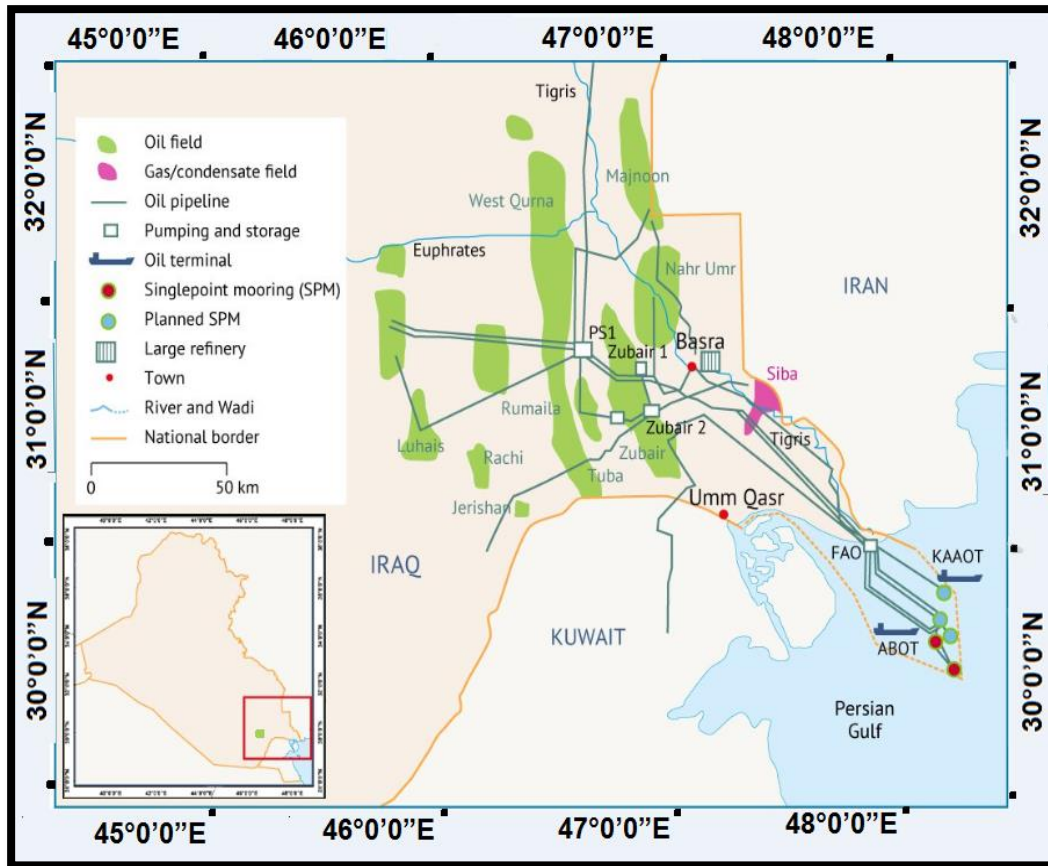 45°0’0”E 46°0’0”E 47°0’0”E 48°0’0”E
32°0’0”N
31°0’0”N
30°0’0”N
Oil field
Gas/condensate field
Oil pipeline
Pumping and storage
Oil terminal
Singlepoint mooring (SPM)
Planned SPM
Large refinery
Town
River and Wadi
National border
0 50 km
Tigris
Majnoon
West Qurna
Euphrates
Nahr Umr
IRAN
PS1
Basra
Zubair 1
Siba
Rumaila
Zubair 2
Tigris
Luhais
Rachi
Zubair
Tuba
Jerishan
Umm Qasr
IRAQ
FAO
KAAOT
KUWAIT
ABOT
Persian
Gulf
32°0’0”N
31°0’0”N
30°0’0”N
45°0’0”E 46°0’0”E 47°0’0”E 48°0’0”E